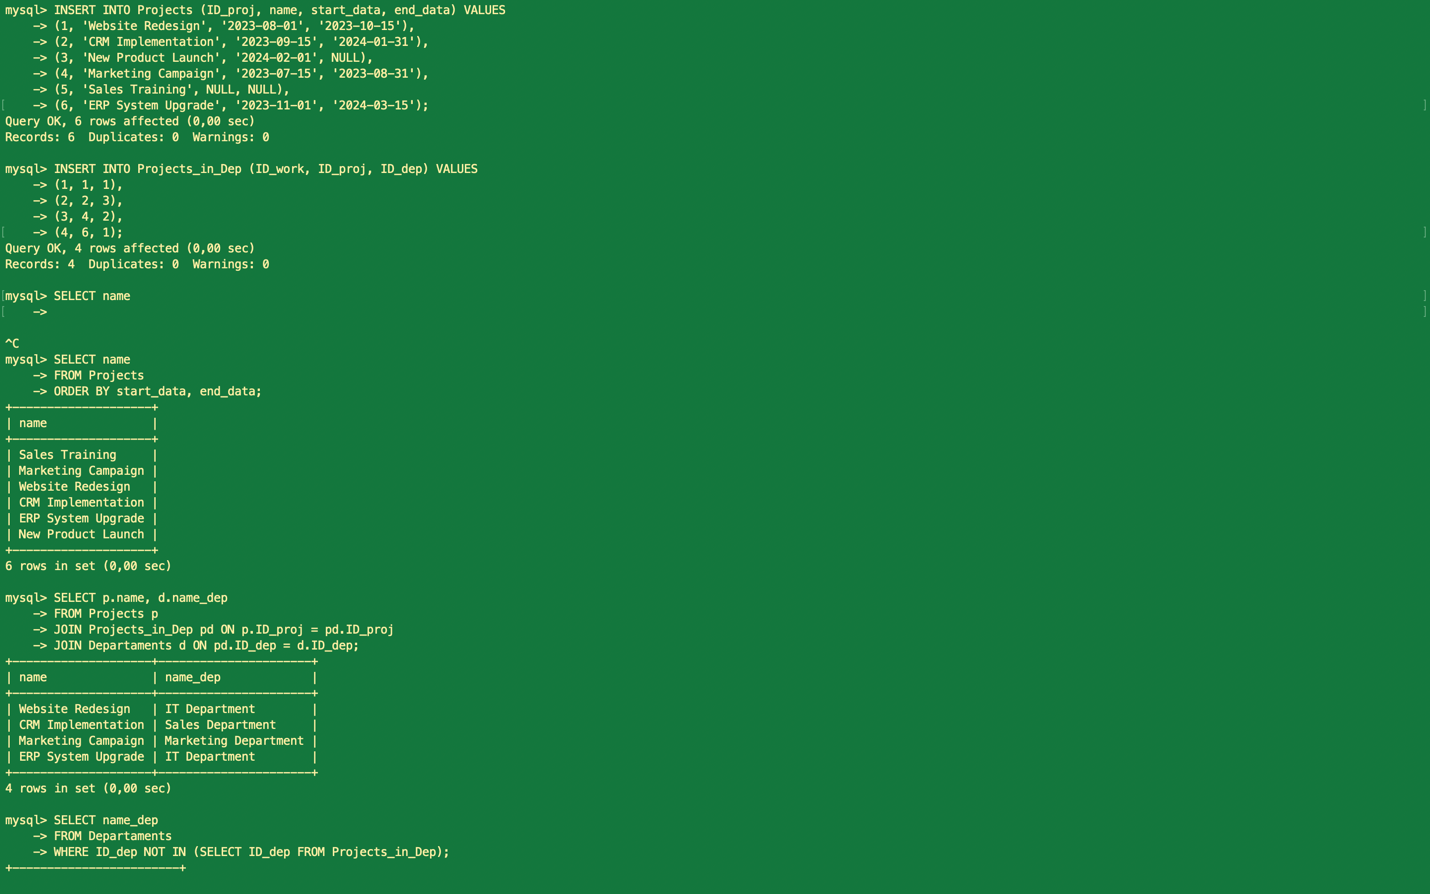 mysql> INSERT INTO Projects (ID_proj, name, start_data, end_data) VALUES
    -> (1, 'Website Redesign', '2023-08-01', '2023-10-15'),
    -> (2, 'CRM Implementation', '2023-09-15', '2024-01-31'),
    -> (3, 'New Product Launch', '2024-02-01', NULL),
    -> (4, 'Marketing Campaign', '2023-07-15', '2023-08-31'),
    -> (5, 'Sales Training', NULL, NULL),
[    -> (6, 'ERP System Upgrade', '2023-11-01', '2024-03-15'); ]
Query OK, 6 rows affected (0,00 sec)
Records: 6  Duplicates: 0  Warnings: 0
mysql> INSERT INTO Projects_in_Dep (ID_work, ID_proj, ID_dep) VALUES
    -> (1, 1, 1),
    -> (2, 2, 3),
    -> (3, 4, 2),
[    -> (4, 6, 1); ]
Query OK, 4 rows affected (0,00 sec)
Records: 4  Duplicates: 0  Warnings: 0
[mysql> SELECT name ]
[    -> ]
^C
mysql> SELECT name
    -> FROM Projects
    -> ORDER BY start_data, end_data;
+--------------------+
| name               |
+--------------------+
| Sales Training     |
| Marketing Campaign |
| Website Redesign   |
| CRM Implementation |
| ERP System Upgrade |
| New Product Launch |
+--------------------+
6 rows in set (0,00 sec)
mysql> SELECT p.name, d.name_dep
    -> FROM Projects p
    -> JOIN Projects_in_Dep pd ON p.ID_proj = pd.ID_proj
    -> JOIN Departaments d ON pd.ID_dep = d.ID_dep;
+--------------------+----------------------+
| name               | name_dep             |
+--------------------+----------------------+
| Website Redesign   | IT Department        |
| CRM Implementation | Sales Department     |
| Marketing Campaign | Marketing Department |
| ERP System Upgrade | IT Department        |
+--------------------+----------------------+
4 rows in set (0,00 sec)
mysql> SELECT name_dep
    -> FROM Departaments
    -> WHERE ID_dep NOT IN (SELECT ID_dep FROM Projects_in_Dep);
+------------------------+